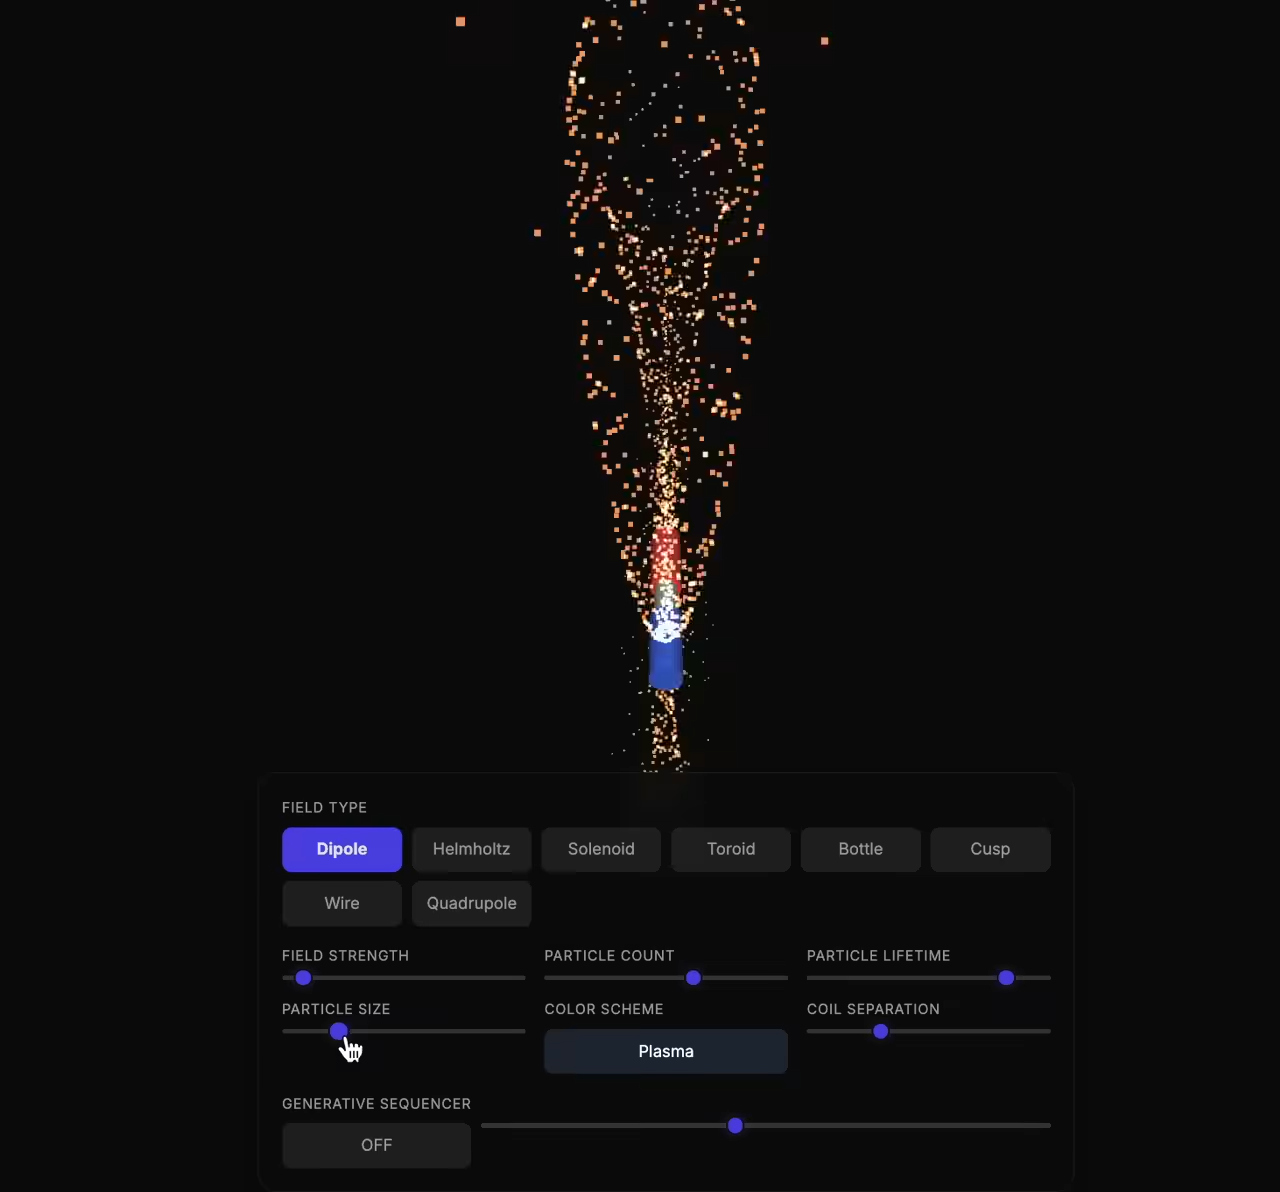 FIELD TYPE
Dipole Helmholtz Solenoid Toroid Bottle Cusp
Wire Quadrupole
FIELD STRENGTH PARTICLE COUNT PARTICLE LIFETIME
PARTICLE SIZE COLOR SCHEME COIL SEPARATION
Plasma
GENERATIVE SEQUENCER
OFF